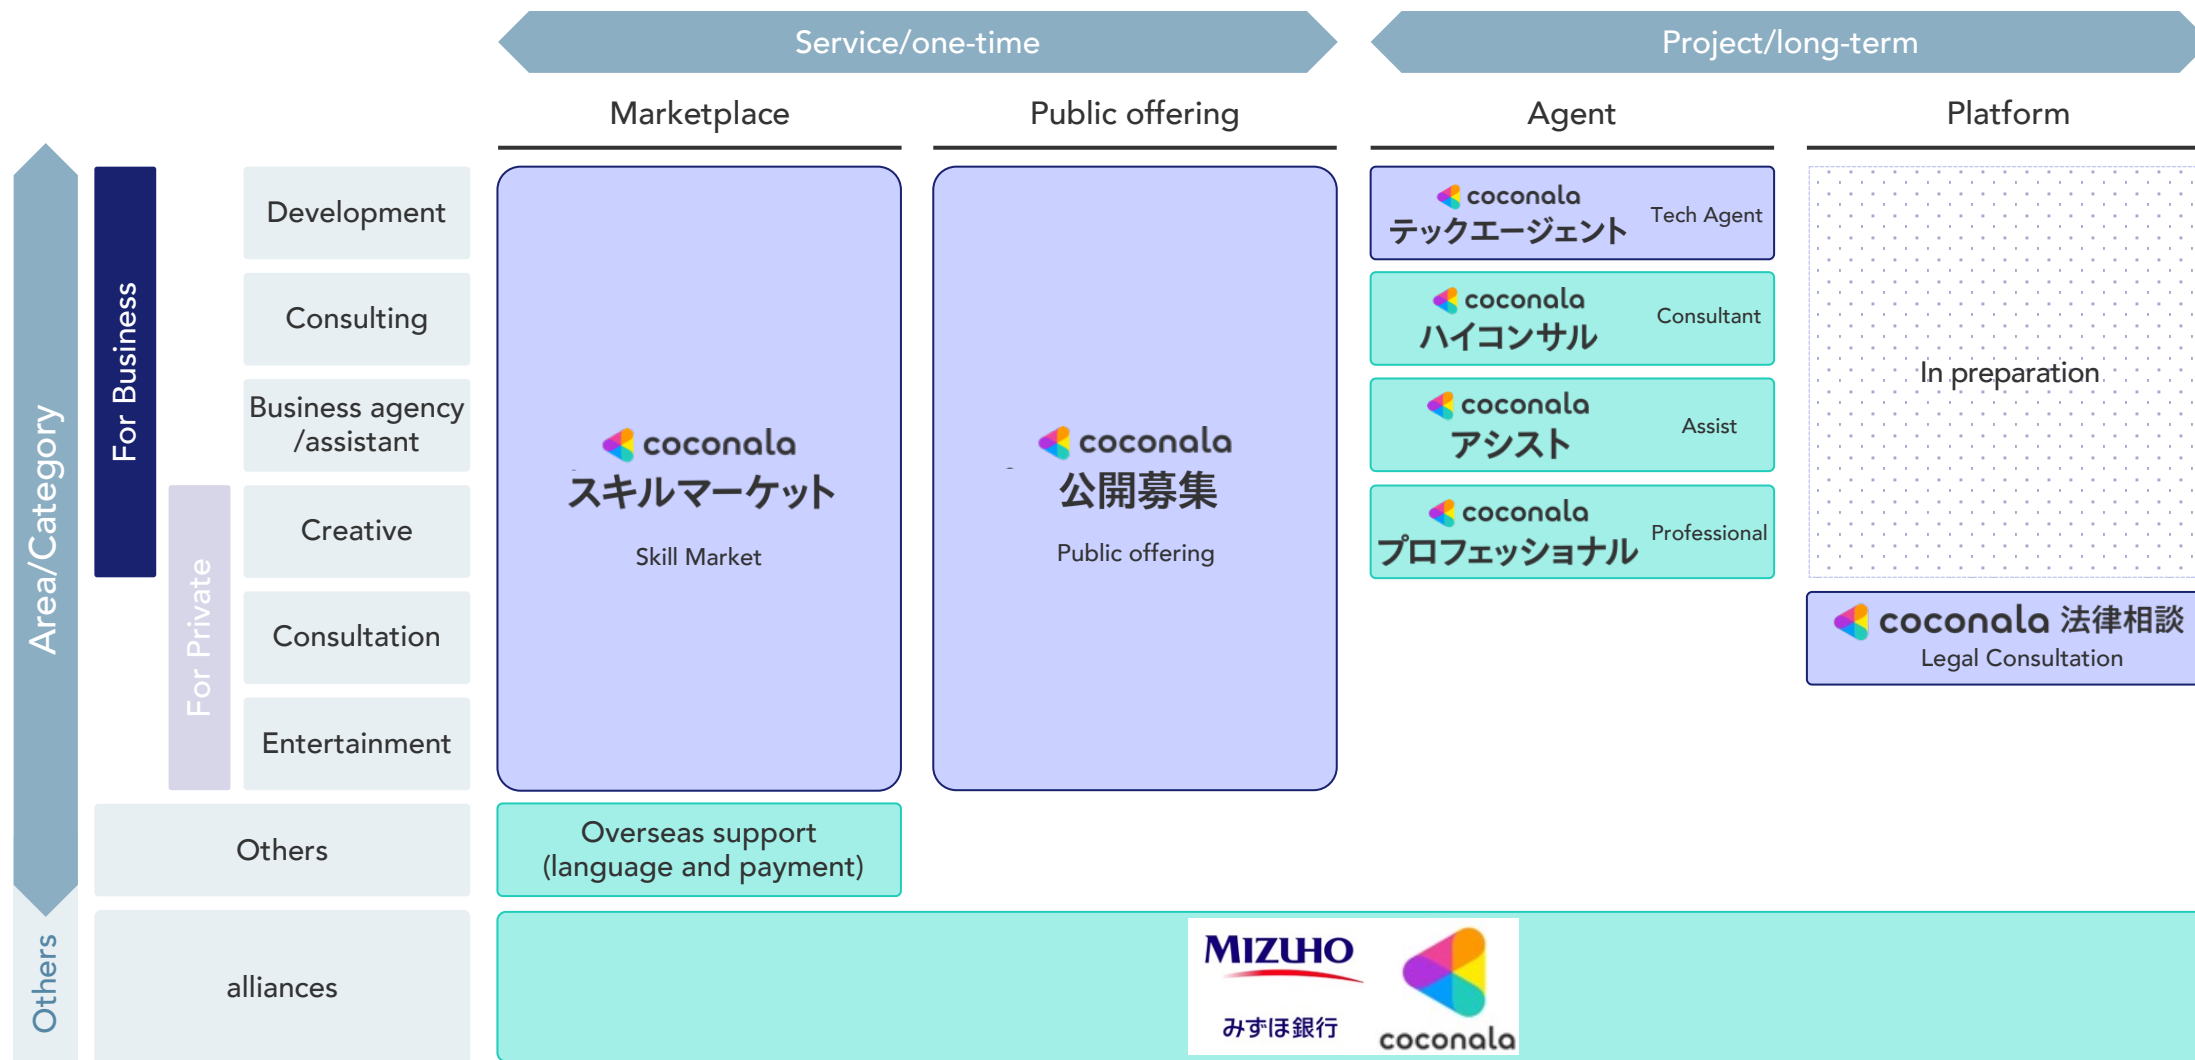 Service/one-time
Project/long-term
Marketplace
Public offering
Agent
Platform
Area/Category
For Business
For Private
Development
Consulting
Business agency
/assistant
Creative
Consultation
Entertainment
coconala
スキルマーケット
Skill Market
coconala
公開募集
Public offering
coconala
テックエージェント
Tech Agent
coconala
ハイコンサル
Consultant
coconala
アシスト
Assist
coconala
プロフェッショナル
Professional
In preparation
coconala 法律相談
Legal Consultation
Others
Overseas support
(language and payment)
Others
alliances
MIZUHO
みずほ銀行
coconala